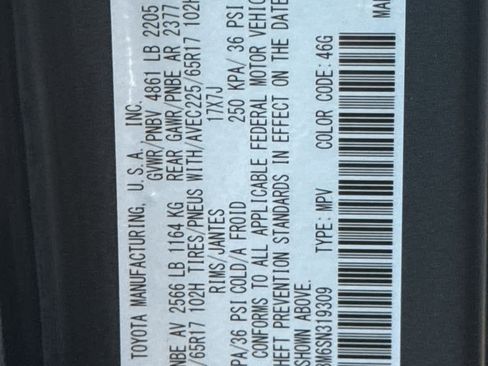 TOYOTA MANUFACTURING, U.S.A. INC.
GVWR/PNBV 4861 LB 2205
PNBE AV 2566 LB 1164 KG REAR GAWR/PNBE AR 2377
/65R17 102H TIRES/PNEUS WITH/AVEC225/65R17 102H
RIMS/JANTES 17X7J
PA/36 PSI COLD/A FROID 250 KPA/ 36 PSI
CONFORMS TO ALL APPLICABLE FEDERAL MOTOR VEHIC
HEFT PREVENTION STANDARDS IN EFFECT ON THE DATE
SHOWN ABOVE.
M6SN319309 TYPE: MPV COLOR CODE: 46G